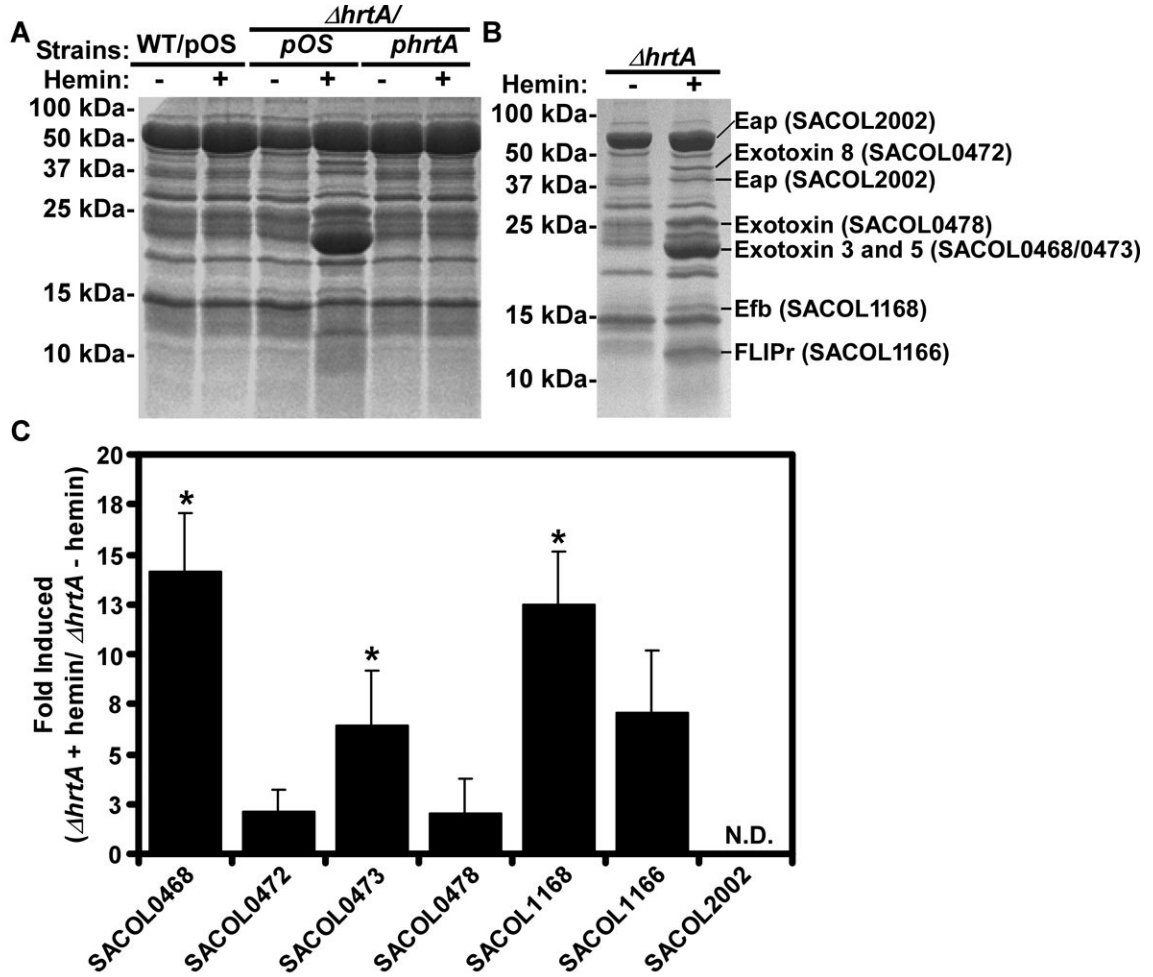 A
ΔhrtA/
Strains: WT/pOS pOS phrtA
Hemin: - + - + - +
100 kDa-
50 kDa-
37 kDa-
25 kDa-
15 kDa-
10 kDa-
B
ΔhrtA
Hemin: - +
100 kDa-
50 kDa-
37 kDa-
25 kDa-
15 kDa-
10 kDa-
Eap (SACOL2002)
Exotoxin 8 (SACOL0472)
Eap (SACOL2002)
Exotoxin (SACOL0478)
Exotoxin 3 and 5 (SACOL0468/0473)
Efb (SACOL1168)
FLIPr (SACOL1166)
C
Fold Induced
(ΔhrtA + hemin/ ΔhrtA - hemin)
20
18
15
13
10
8
5
3
0
*
*
*
N.D.
SACOL0468
SACOL0472
SACOL0473
SACOL0478
SACOL1168
SACOL1166
SACOL2002